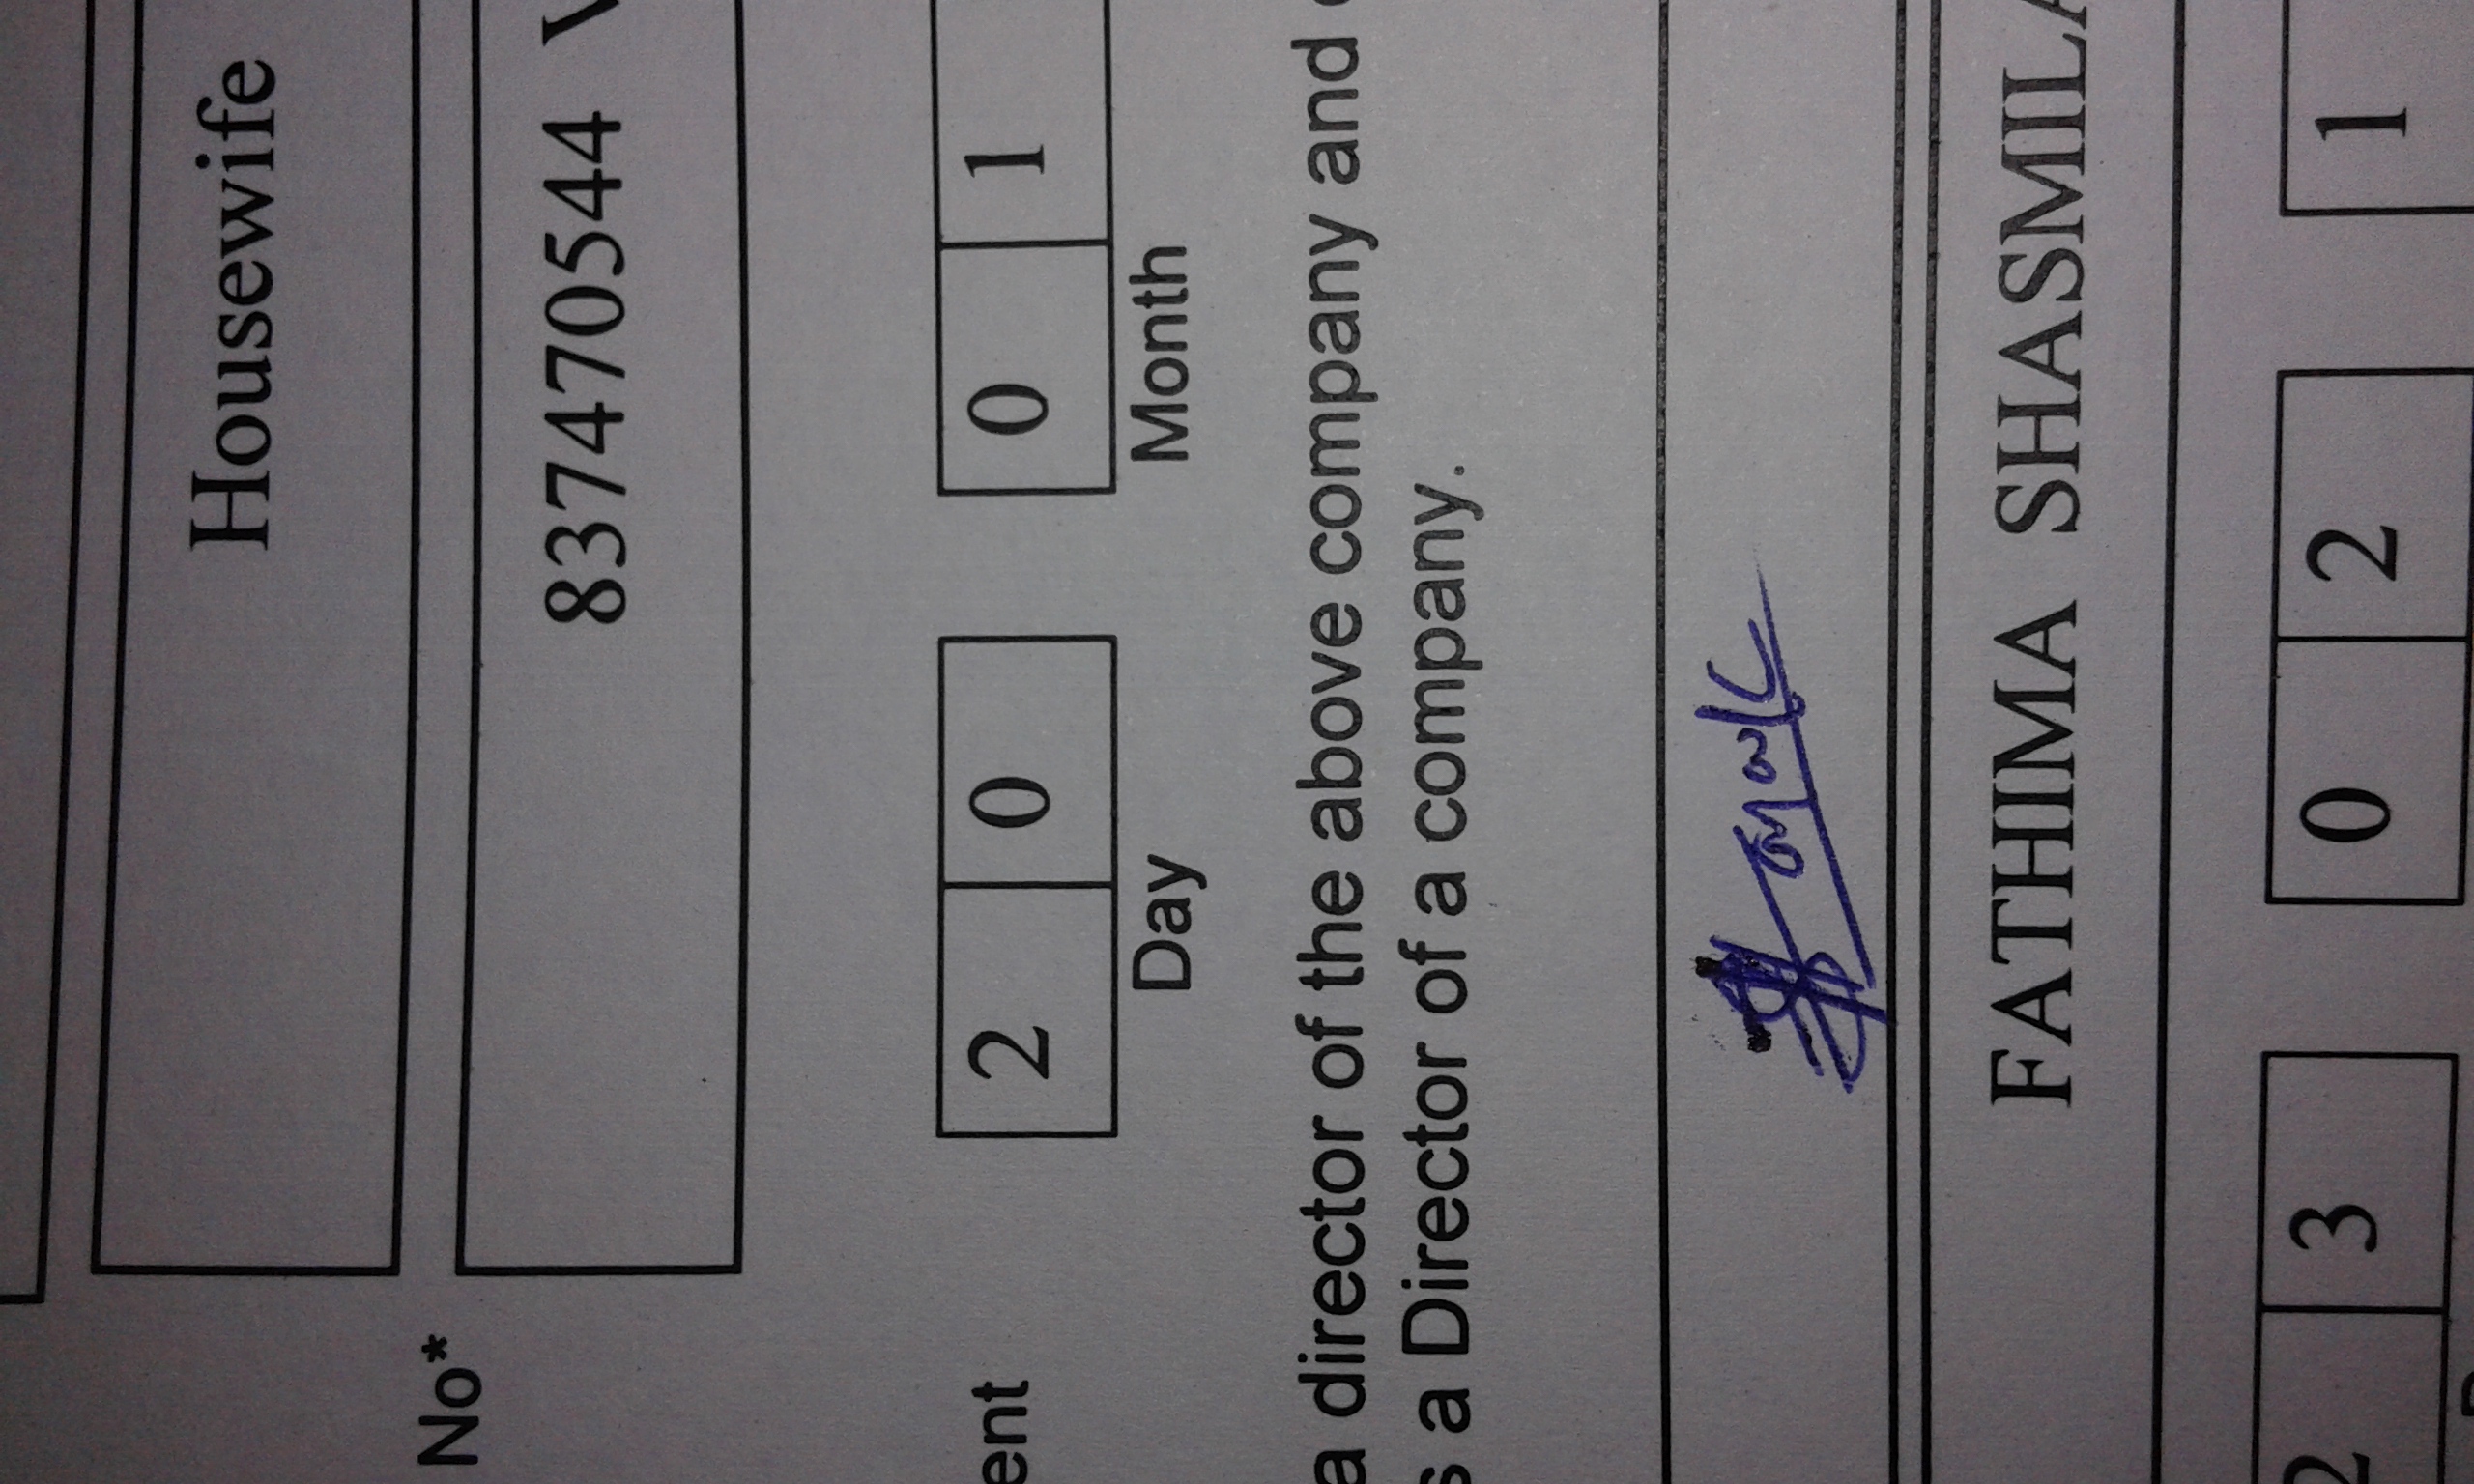 Housewife
No*
837470544 V
ent
2 0 0 1
Day Month
a director of the above company and
s a Director of a company.
FATHIMA SHASMILA
2 3 0 2 1